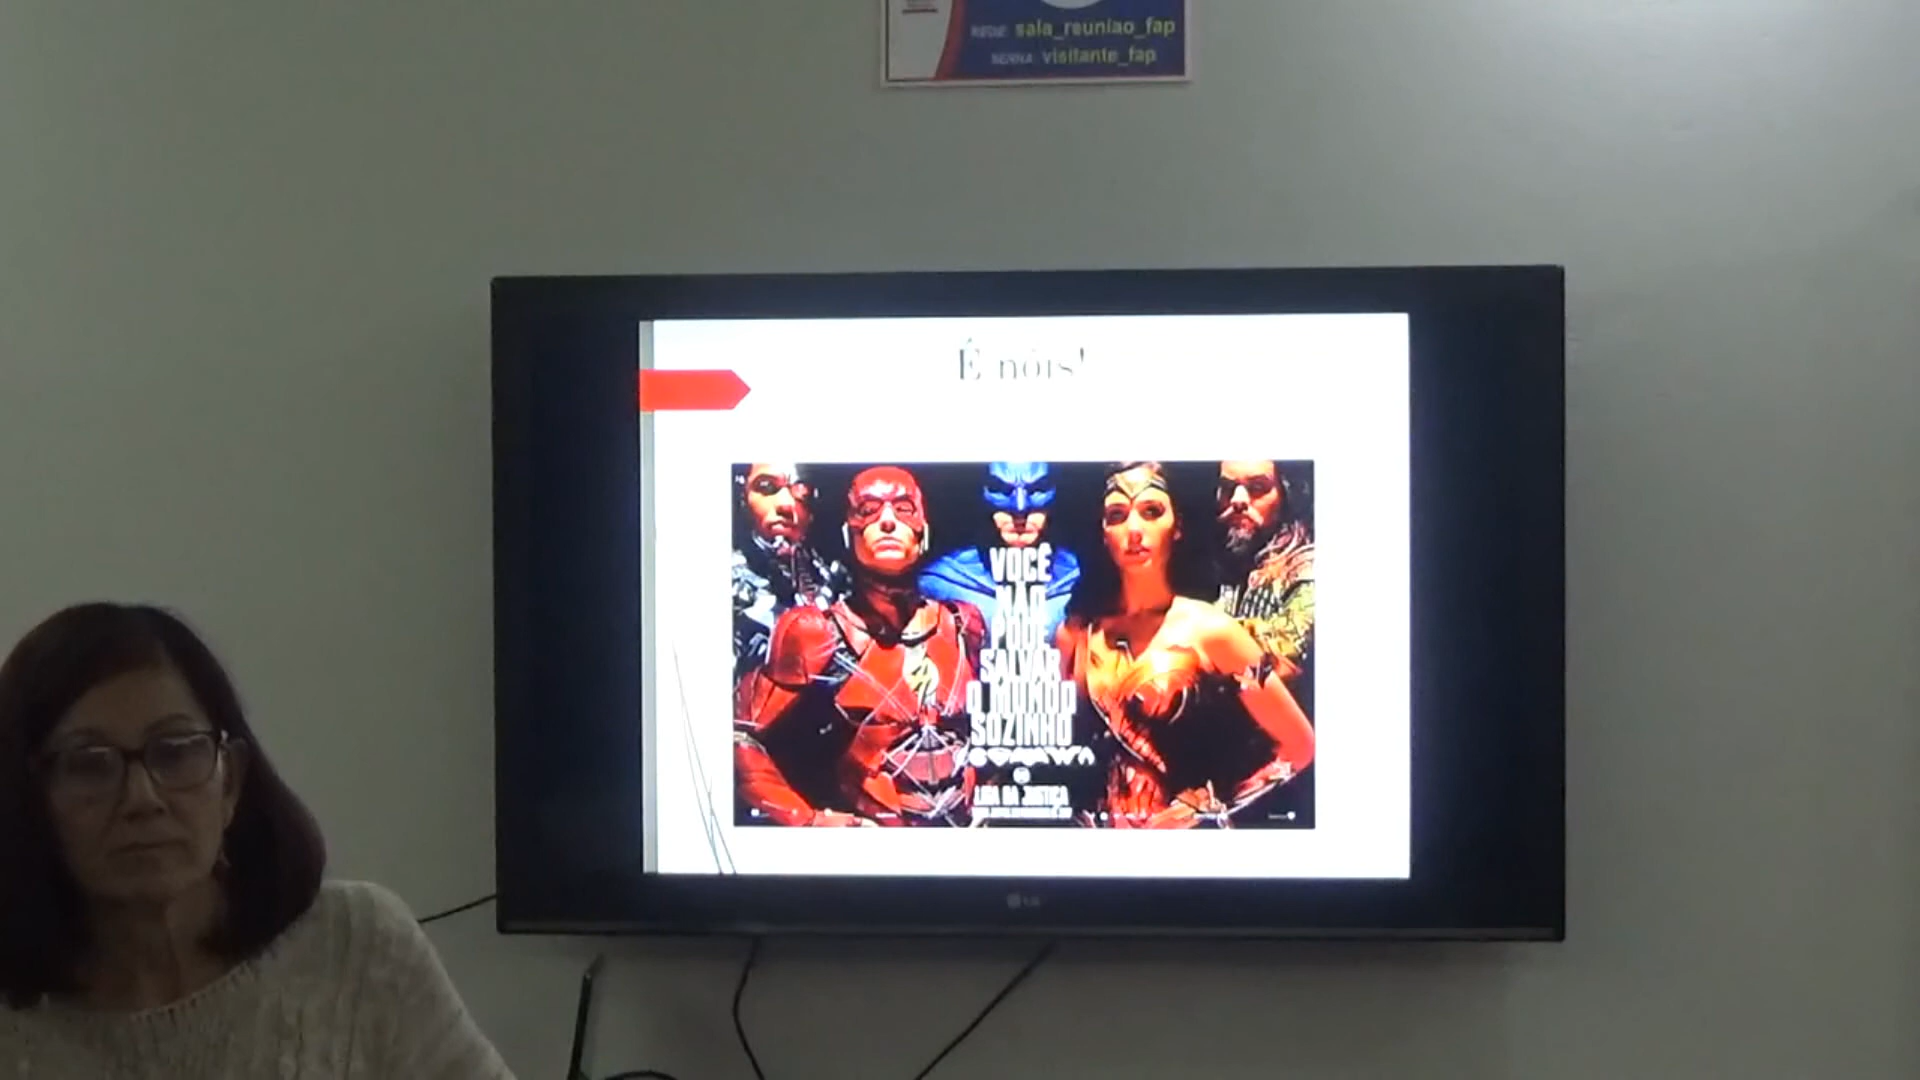 REDE: sala_reuniao_fap
SENHA: visitante_fap
É nóis!
VOCÊ
NÃO
PODE
SALVAR
O MUNDO
SOZINHO
LIGA DA JUSTIÇA
LG